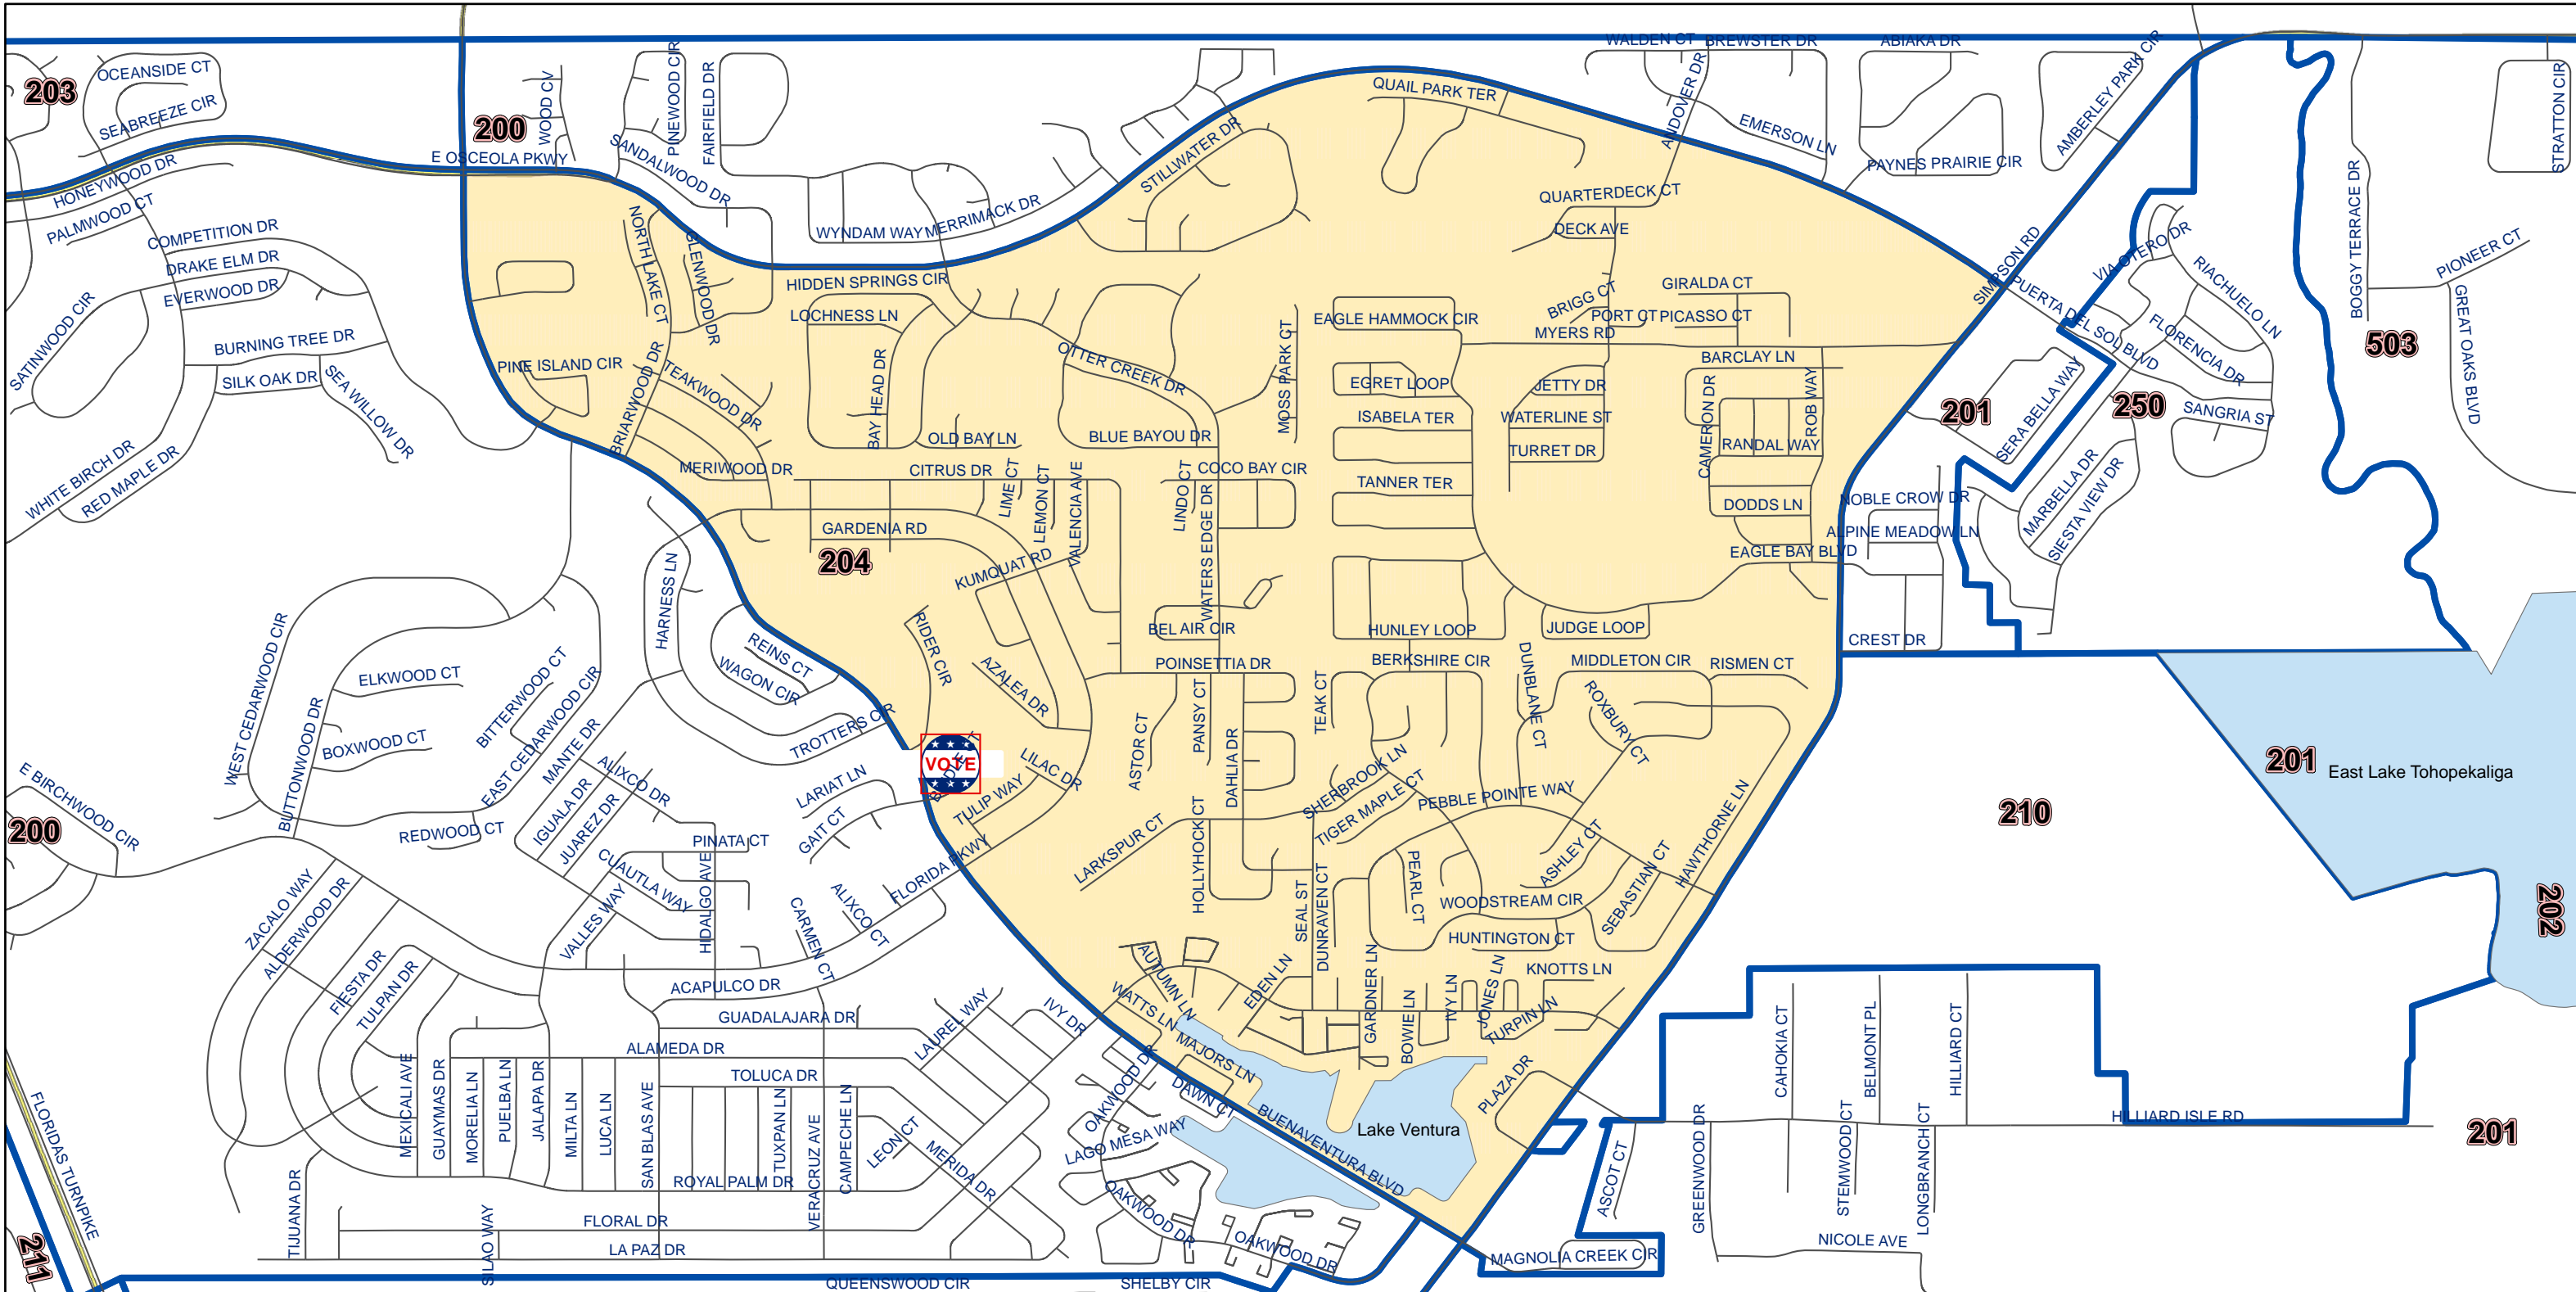 WALDEN CT
BREWSTER DR
ABIAKA DR
AMBERLEY PARK CIR
203
OCEANSIDE CT
SEABREEZE CIR
200
WOOD CV
PINEWOOD CIR
FAIRFIELD DR
QUAIL PARK TER
ANDOVER DR
EMERSON LN
PAYNES PRAIRIE CIR
STRATTON CIR
E OSCEOLA PKWY
SANDALWOOD DR
STILLWATER DR
HONEYWOOD DR
PALMWOOD CT
COMPETITION DR
DRAKE ELM DR
EVERWOOD DR
SATINWOOD CIR
BURNING TREE DR
SILK OAK DR
SEA WILLOW DR
WHITE BIRCH DR
RED MAPLE DR
NORTH LAKE CT
GLENWOOD DR
WYNDAM WAY
MERRIMACK DR
HIDDEN SPRINGS CIR
LOCHNESS LN
QUARTERDECK CT
DECK AVE
BRIGG CT
GIRALDA CT
PORT CT
PICASSO CT
MYERS RD
BARCLAY LN
SIMPSON RD
VIA OTERO DR
RIACHUELO LN
PUERTA DEL SOL BLVD
FLORENCIA DR
BOGGY TERRACE DR
PIONEER CT
GREAT OAKS BLVD
503
PINE ISLAND CIR
BRIARWOOD DR
TEAKWOOD DR
BAY HEAD DR
OTTER CREEK DR
MOSS PARK CT
EAGLE HAMMOCK CIR
EGRET LOOP
ISABELA TER
JETTY DR
WATERLINE ST
TURRET DR
CAMERON DR
ROB WAY
RANDAL WAY
201
250
SERA BELLA WAY
SANGRIA ST
OLD BAY LN
BLUE BAYOU DR
MERIWOOD DR
CITRUS DR
LIME CT
LEMON CT
VALENCIA AVE
LINDO CT
COCO BAY CIR
WATERS EDGE DR
TANNER TER
DODDS LN
NOBLE CROW DR
ALPINE MEADOW LN
EAGLE BAY BLVD
MARBELLA DR
SIESTA VIEW DR
GARDENIA RD
204
KUMQUAT RD
HARNESS LN
REINS CT
WAGON CIR
RIDER CIR
AZALEA DR
BEL AIR CIR
HUNLEY LOOP
JUDGE LOOP
CREST DR
POINSETTIA DR
BERKSHIRE CIR
DUNBLANE CT
MIDDLETON CIR
RISMEN CT
ROXBURY CT
WEST CEDARWOOD CIR
ELKWOOD CT
BUTTONWOOD DR
BOXWOOD CT
BITTERWOOD CT
EAST CEDARWOOD CIR
MANTE DR
TROTTERS CIR
ASTOR CT
PANSY CT
DAHLIA DR
TEAK CT
VOTE
LILAC DR
TULIP WAY
SHERBROOK LN
TIGER MAPLE CT
PEBBLE POINTE WAY
HAWTHORNE LN
201
East Lake Tohopekaliga
210
200
E BIRCHWOOD CIR
REDWOOD CT
IGUALA DR
JUAREZ DR
ALIXCO DR
LARIAT LN
GAIT CT
PINATA CT
CUAUTLA WAY
HIDALGO AVE
FLORIDA PKWY
LARKSPUR CT
HOLLYHOCK CT
SEAL ST
DUNRAVEN CT
PEARL CT
ASHLEY CT
WOODSTREAM CIR
SEBASTIAN CT
HUNTINGTON CT
KNOTTS LN
202
ZACALO WAY
ALDERWOOD DR
VALLES WAY
CARMEN CT
ALIXCO CT
FIESTA DR
TULPAN DR
ACAPULCO DR
GUADALAJARA DR
LAUREL WAY
IVY DR
WATTS LN
AUTUMN LN
EDEN LN
GARDNER LN
BOWIE LN
IVY LN
JONES LN
TURPIN LN
PLAZA DR
ALAMEDA DR
TOLUCA DR
MEXICALI AVE
GUAYMAS DR
MORELIA LN
PUELBA LN
JALAPA DR
MILTA LN
LUCA LN
SAN BLAS AVE
TUXPAN LN
VERACRUZ AVE
CAMPECHE LN
LEON CT
MERIDA DR
OAKWOOD DR
MAJORS LN
DAWN CT
LAGO MESA WAY
BUENAVENTURA BLVD
Lake Ventura
CAHOKIA CT
BELMONT PL
HILLIARD CT
HILLIARD ISLE RD
201
FLORIDAS TURNPIKE
TIJUANA DR
ROYAL PALM DR
FLORAL DR
LA PAZ DR
SILAO WAY
OAKWOOD DR
OAKWOOD DR
ASCOT CT
GREENWOOD DR
STEMWOOD CT
LONGBRANCH CT
NICOLE AVE
MAGNOLIA CREEK CIR
211
QUEENSWOOD CIR
SHELBY CIR